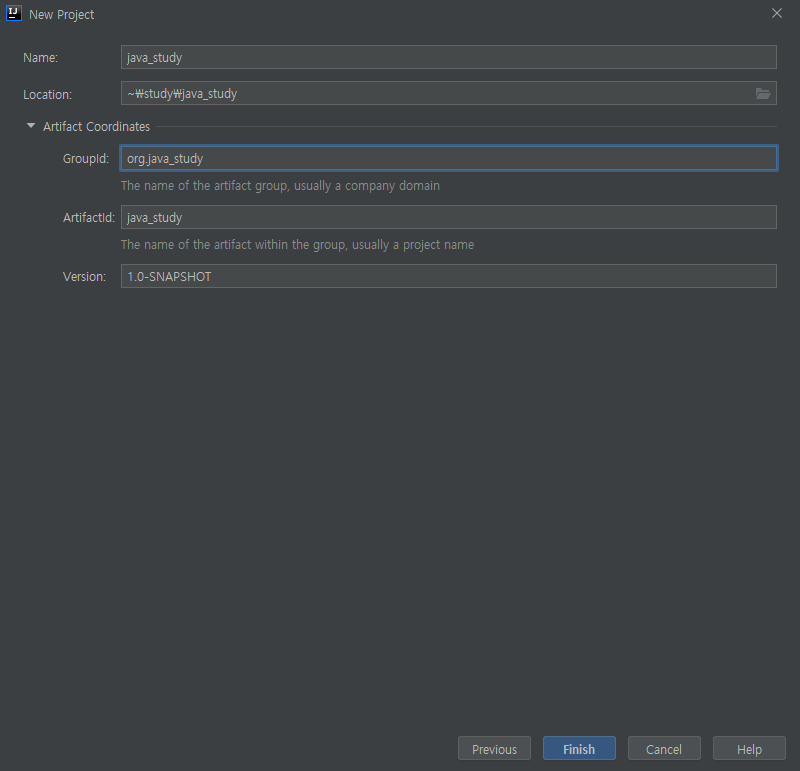 IJ
New Project
Name: java_study
Location: ~₩study₩java_study
Artifact Coordinates
GroupId: org.java_study
The name of the artifact group, usually a company domain
ArtifactId: java_study
The name of the artifact within the group, usually a project name
Version: 1.0-SNAPSHOT
Previous Finish Cancel Help